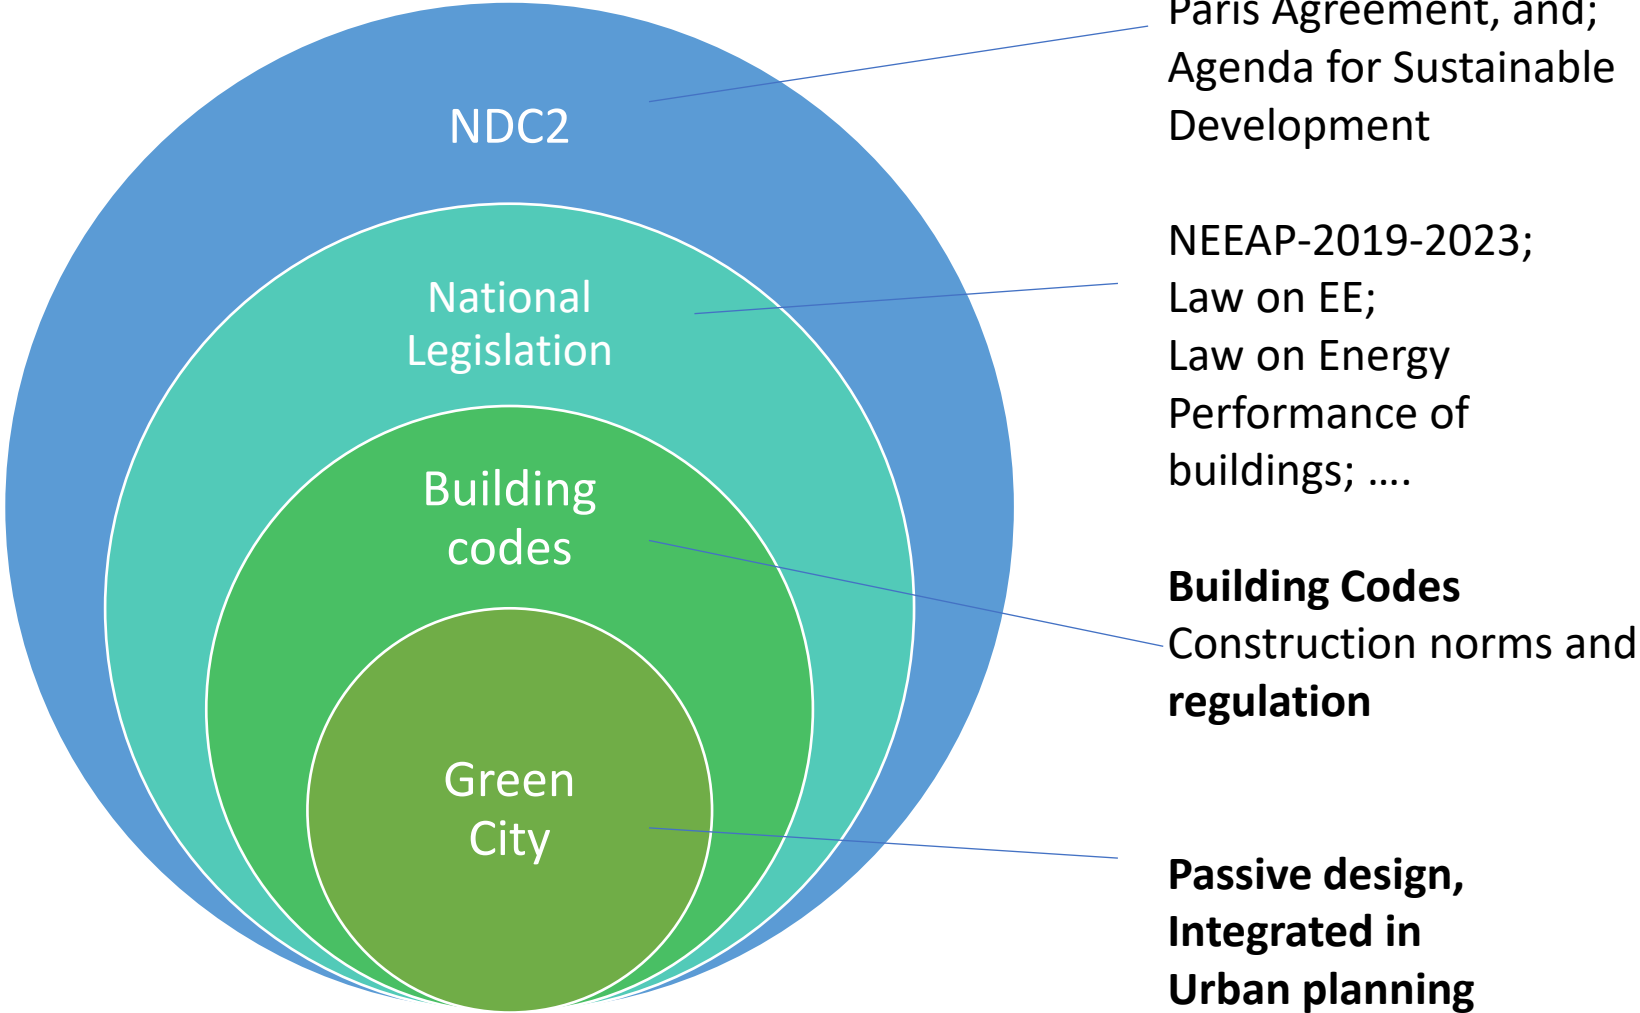 NDC2
National
Legislation
Building
codes
Green
City
Paris Agreement, and;
Agenda for Sustainable
Development
NEEAP-2019-2023;
Law on EE;
Law on Energy
Performance of
buildings; ....
Building Codes
Construction norms and
regulation
Passive design,
Integrated in
Urban planning